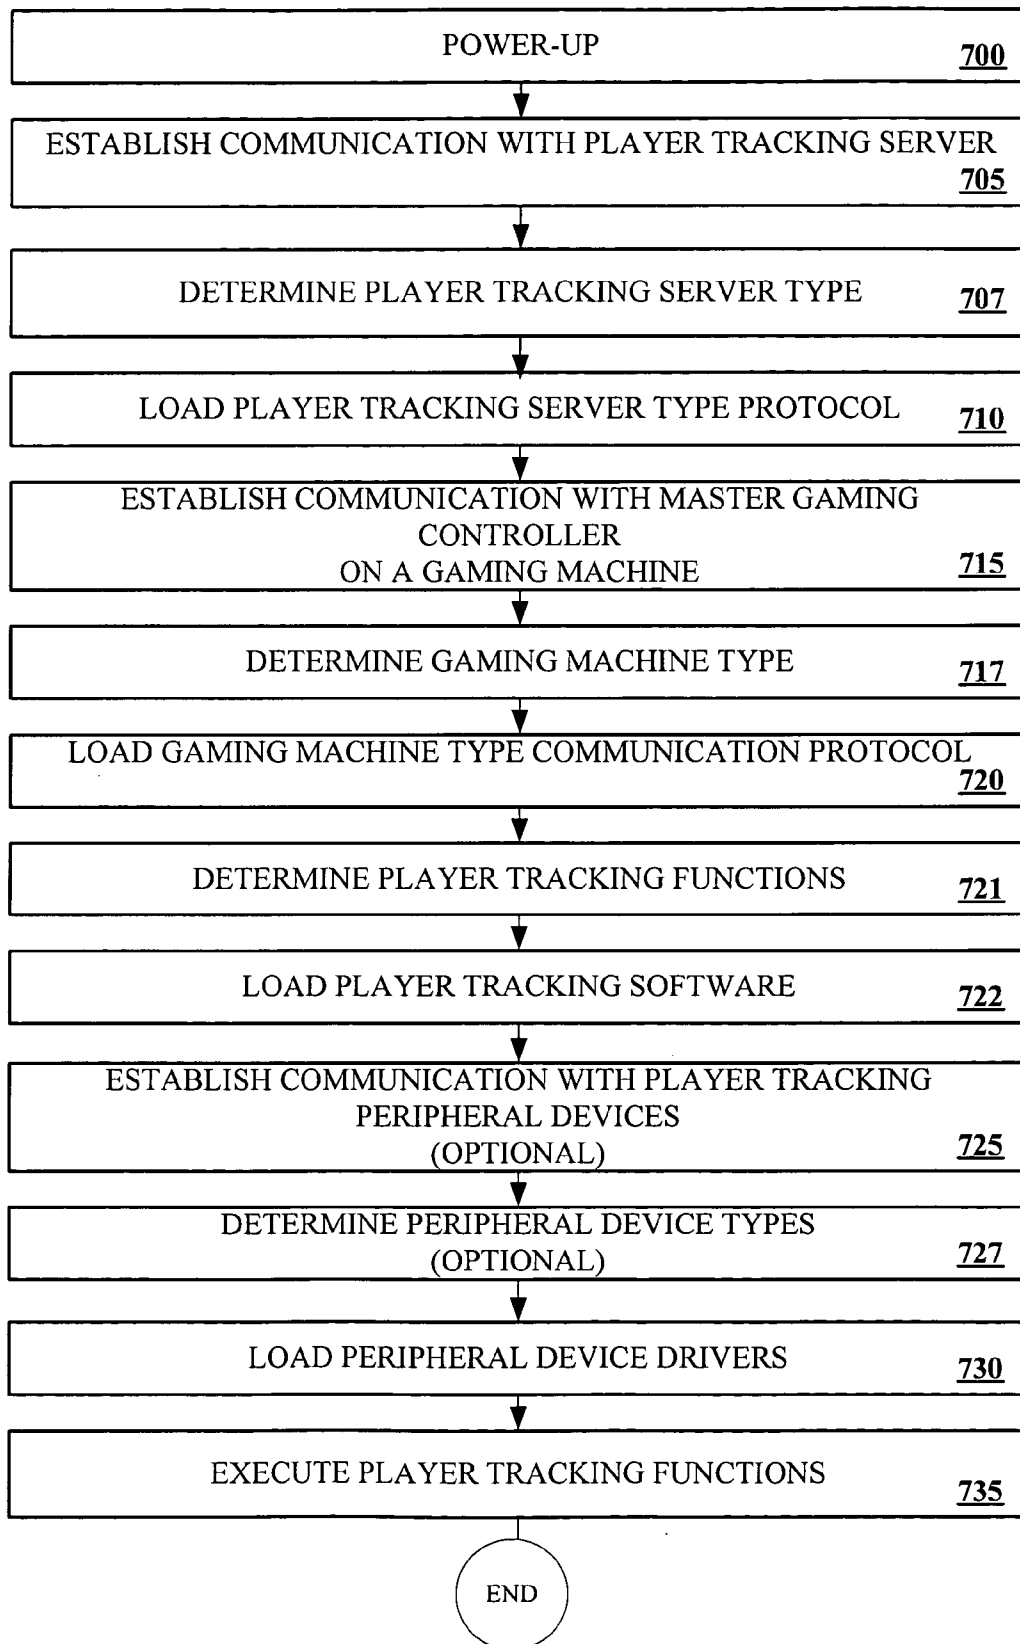 POWER-UP
700
ESTABLISH COMMUNICATION WITH PLAYER TRACKING SERVER
705
DETERMINE PLAYER TRACKING SERVER TYPE
707
LOAD PLAYER TRACKING SERVER TYPE PROTOCOL
710
ESTABLISH COMMUNICATION WITH MASTER GAMING
CONTROLLER
ON A GAMING MACHINE
715
DETERMINE GAMING MACHINE TYPE
717
LOAD GAMING MACHINE TYPE COMMUNICATION PROTOCOL
720
DETERMINE PLAYER TRACKING FUNCTIONS
721
LOAD PLAYER TRACKING SOFTWARE
722
ESTABLISH COMMUNICATION WITH PLAYER TRACKING
PERIPHERAL DEVICES
(OPTIONAL)
725
DETERMINE PERIPHERAL DEVICE TYPES
(OPTIONAL)
727
LOAD PERIPHERAL DEVICE DRIVERS
730
EXECUTE PLAYER TRACKING FUNCTIONS
735
END